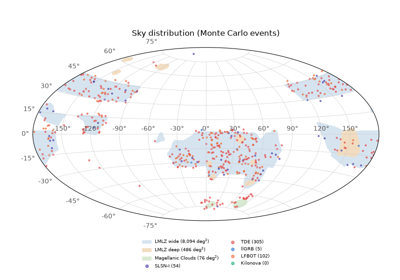 Sky distribution (Monte Carlo events)
75°
60°
45°
30°
15°
0°
-15°
-30°
-45°
-60°
-75°
-150° -120° -90° -60° -30° 0° 30° 60° 90° 120° 150°
LMLZ wide (8,094 deg²)
LMLZ deep (486 deg²)
Magellanic Clouds (76 deg²)
SLSN-I (54)
TDE (305)
llGRB (5)
LFBOT (102)
Kilonova (0)